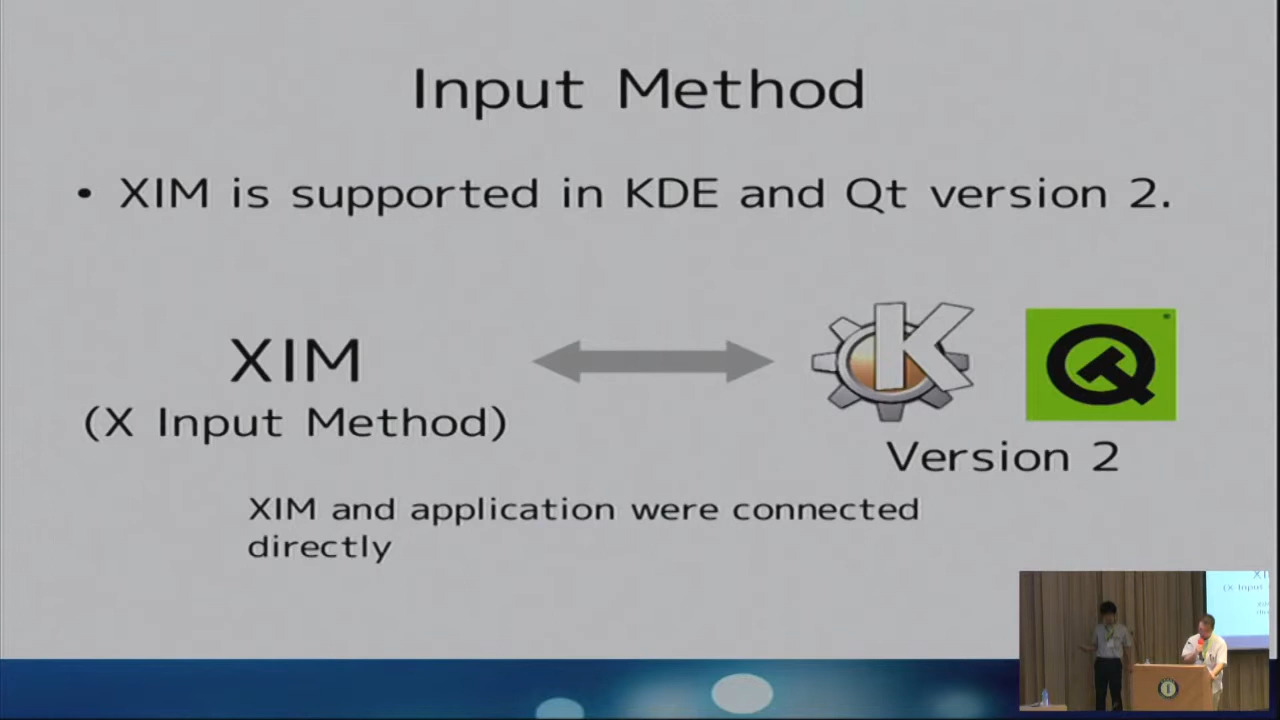 Input Method
• XIM is supported in KDE and Qt version 2.
XIM
(X Input Method)
Version 2
XIM and application were connected
directly